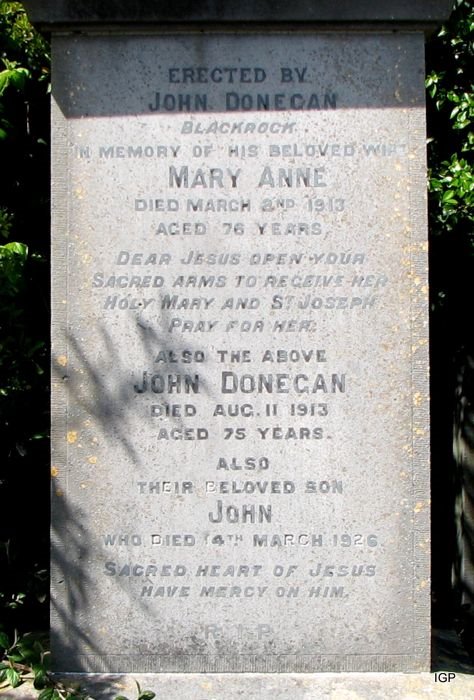 ERECTED BY
JOHN DONEGAN
BLACKROCK
IN MEMORY OF HIS BELOVED WIFE
MARY ANNE
DIED MARCH 2ND 1913
AGED 76 YEARS.
DEAR JESUS OPEN YOUR
SACRED ARMS TO RECEIVE HER
HOLY MARY AND ST JOSEPH
PRAY FOR HER.
ALSO THE ABOVE
JOHN DONEGAN
DIED AUG. 11 1913
AGED 75 YEARS.
ALSO
THEIR BELOVED SON
JOHN
WHO DIED 14TH MARCH 1926.
SACRED HEART OF JESUS
HAVE MERCY ON HIM.
R.I.P.
IGP